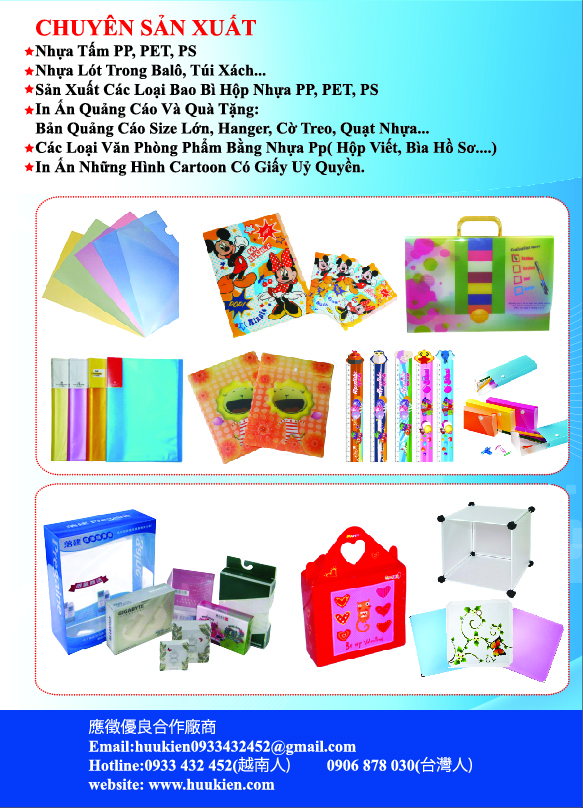 CHUYÊN SẢN XUẤT
Nhựa Tấm PP, PET, PS
Nhựa Lót Trong Balô, Túi Xách...
Sản Xuất Các Loại Bao Bì Hộp Nhựa PP, PET, PS
In Ấn Quảng Cáo Và Quà Tặng:
Bản Quảng Cáo Size Lớn, Hanger, Cờ Treo, Quạt Nhựa...
Các Loại Văn Phòng Phẩm Bằng Nhựa Pp( Hộp Viết, Bìa Hồ Sơ....)
In Ấn Những Hình Cartoon Có Giấy Uỷ Quyền.
GIGABYTE
Be my Valentine
應徵優良合作廠商
Email:huukien0933432452@gmail.com
Hotline:0933 432 452(越南人) 0906 878 030(台灣人)
website: www.huukien.com